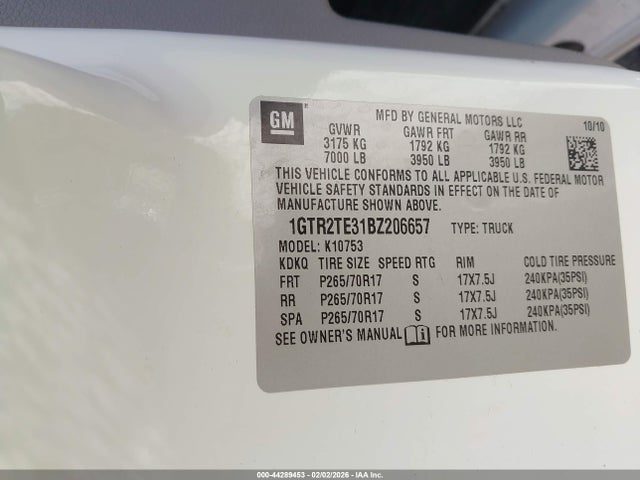 GM
MFD BY GENERAL MOTORS LLC
10/10
GVWR GAWR FRT GAWR RR
3175 KG 1792 KG 1792 KG
7000 LB 3950 LB 3950 LB
THIS VEHICLE CONFORMS TO ALL APPLICABLE U.S. FEDERAL MOTOR
VEHICLE SAFETY STANDARDS IN EFFECT ON THE DATE OF
MANUFACTURE SHOWN ABOVE.
1GTR2TE31BZ206657 TYPE: TRUCK
MODEL: K10753
KDKQ TIRE SIZE SPEED RTG RIM COLD TIRE PRESSURE
FRT P265/70R17 S 17X7.5J 240KPA(35PSI)
RR P265/70R17 S 17X7.5J 240KPA(35PSI)
SPA P265/70R17 S 17X7.5J 240KPA(35PSI)
SEE OWNER'S MANUAL FOR MORE INFORMATION.
000-44289453 - 02/02/2026 - IAA Inc.